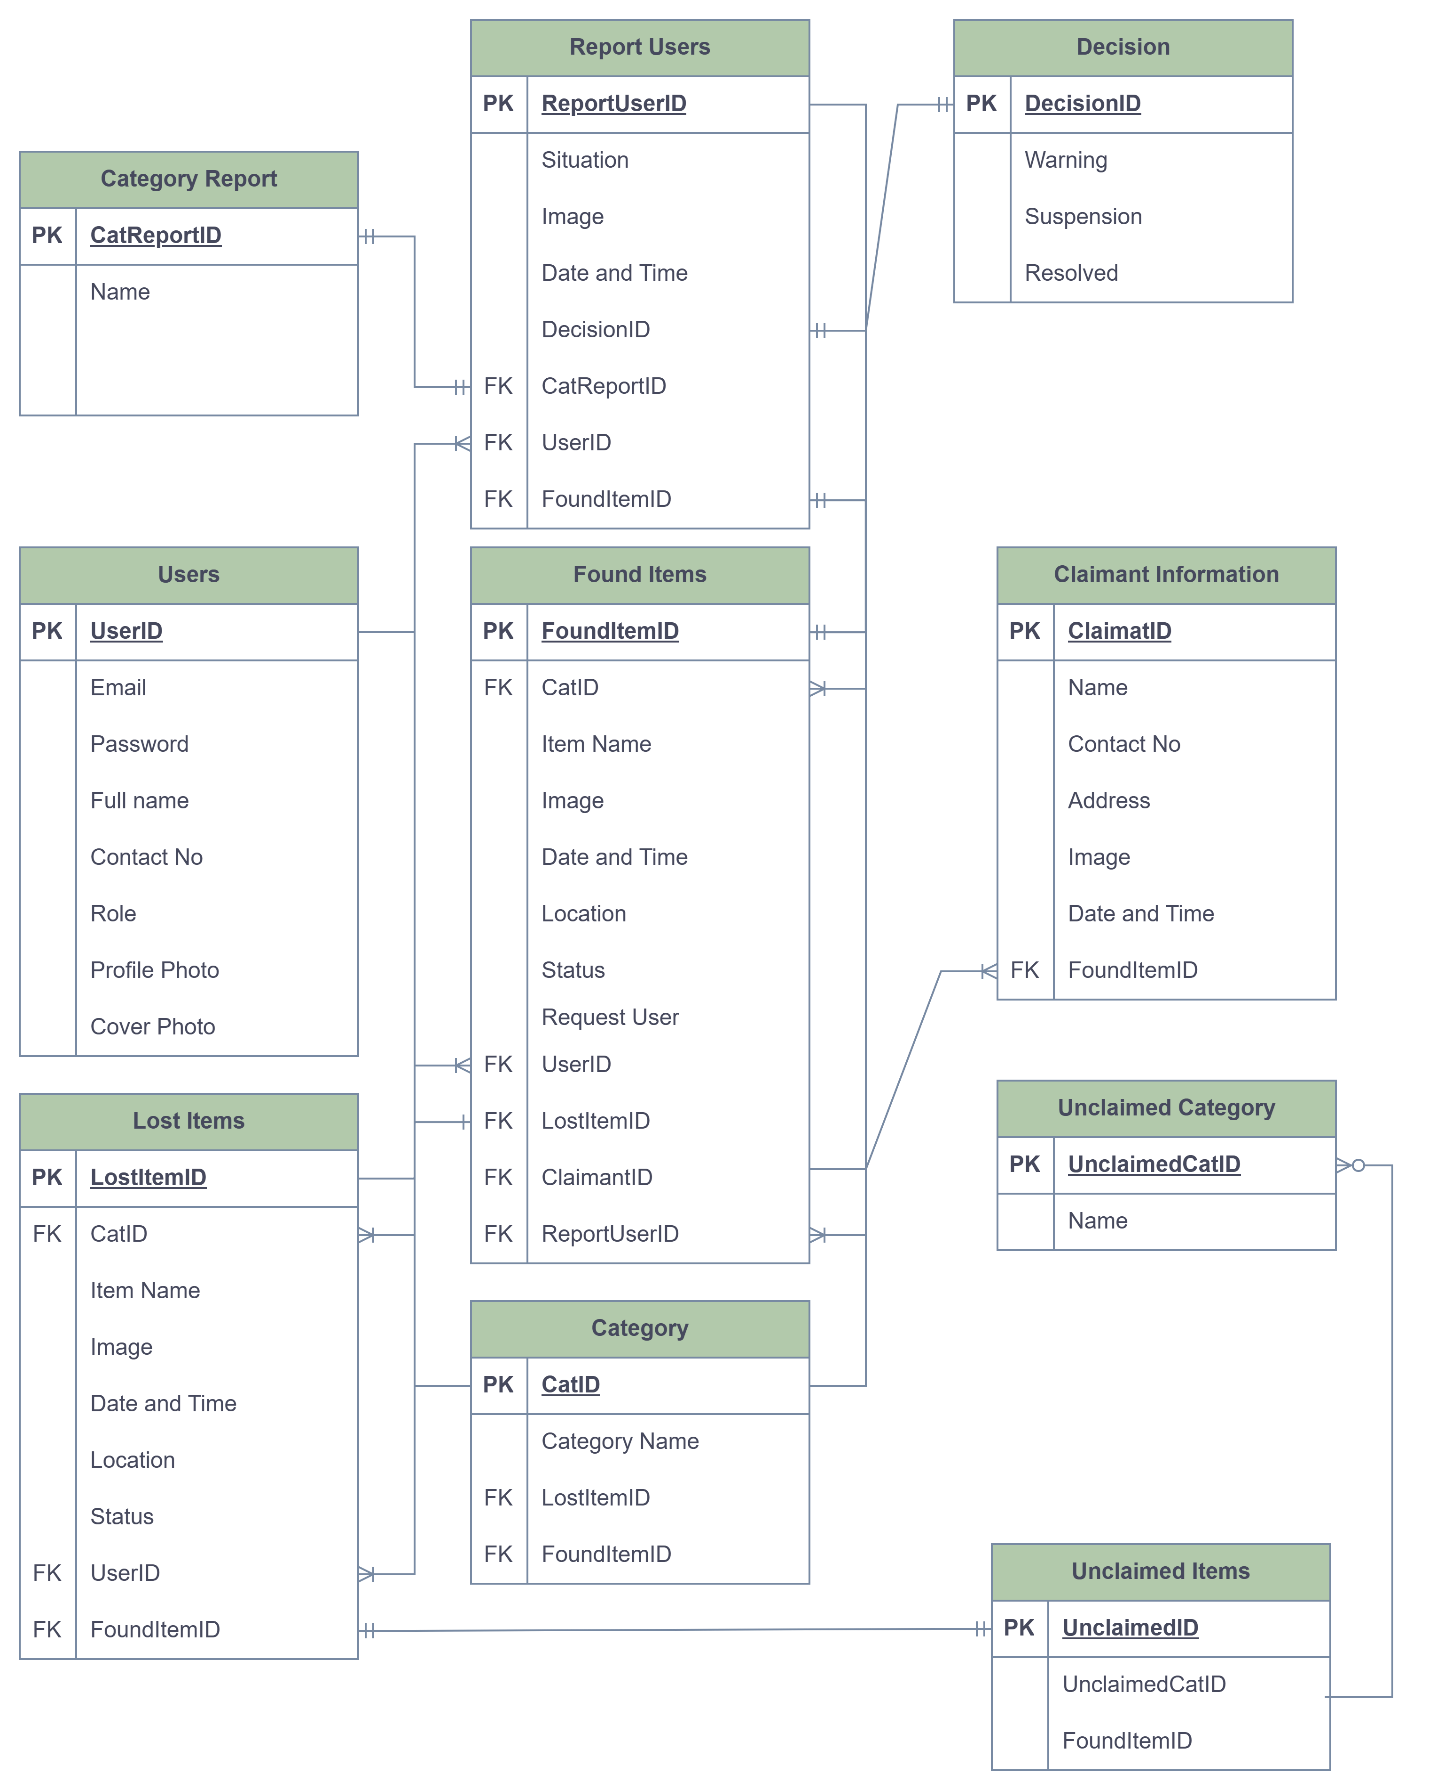 Report Users
PK ReportUserID
Situation
Image
Date and Time
DecisionID
FK CatReportID
FK UserID
FK FoundItemID
Decision
PK DecisionID
Warning
Suspension
Resolved
Category Report
PK CatReportID
Name
Users
PK UserID
Email
Password
Full name
Contact No
Role
Profile Photo
Cover Photo
Found Items
PK FoundItemID
FK CatID
Item Name
Image
Date and Time
Location
Status
Request User
FK UserID
FK LostItemID
FK ClaimantID
FK ReportUserID
Claimant Information
PK ClaimatID
Name
Contact No
Address
Image
Date and Time
FK FoundItemID
Lost Items
PK LostItemID
FK CatID
Item Name
Image
Date and Time
Location
Status
FK UserID
FK FoundItemID
Unclaimed Category
PK UnclaimedCatID
Name
Category
PK CatID
Category Name
FK LostItemID
FK FoundItemID
Unclaimed Items
PK UnclaimedID
UnclaimedCatID
FoundItemID